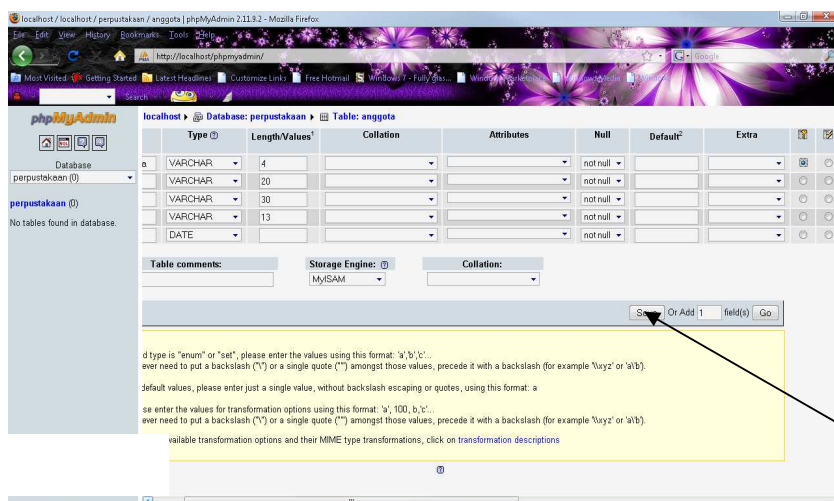 localhost / localhost / perpustakaan / anggota | phpMyAdmin 2.11.9.2 - Mozilla Firefox
File Edit View History Bookmarks Tools Help
http://localhost/phpmyadmin/
Google
Most Visited Getting Started Latest Headlines Customize Links Free Hotmail Windows 7 - Fully
Search
phpMyAdmin
Database
perpustakaan (0)
perpustakaan (0)
No tables found in database.
localhost Database: perpustakaan Table: anggota
Type Length/Values1 Collation Attributes Null Default2 Extra
a VARCHAR 4 not null
VARCHAR 20 not null
VARCHAR 30 not null
VARCHAR 13 not null
DATE not null
Table comments: Storage Engine: Collation:
MyISAM
Or Add 1 field(s) Go
d type is "enum" or "set", please enter the values using this format: 'a','b','c'...
ever need to put a backslash ("\") or a single quote ("'") amongst those values, precede it with a backslash (for example '\\xyz' or 'a\'b').
default values, please enter just a single value, without backslash escaping or quotes, using this format: a
se enter the values for transformation options using this format: 'a', 100, b,'c'...
ever need to put a backslash ("\") or a single quote ("'") amongst those values, precede it with a backslash (for example '\\xyz' or 'a\'b').
vailable transformation options and their MIME type transformations, click on transformation descriptions